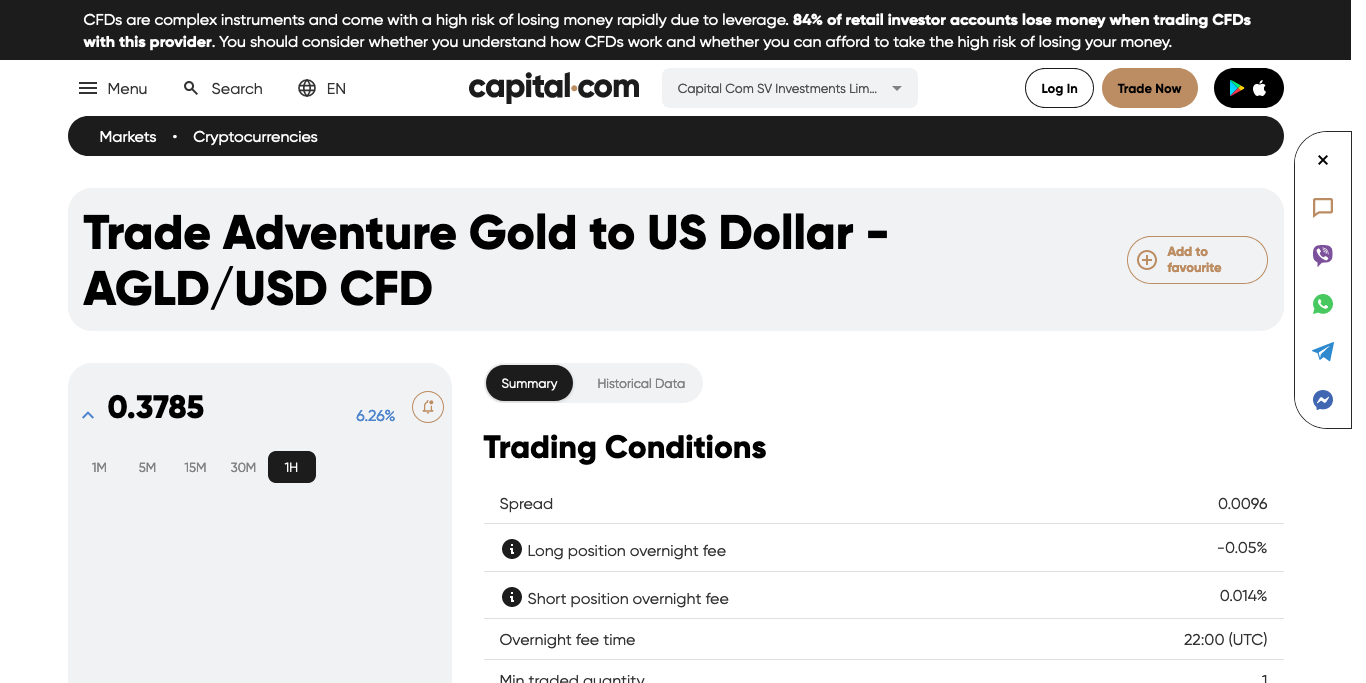 CFDs are complex instruments and come with a high risk of losing money rapidly due to leverage. 84% of retail investor accounts lose money when trading CFDs
with this provider. You should consider whether you understand how CFDs work and whether you can afford to take the high risk of losing your money.
Menu
Search
EN
capital.com
Capital Com SV Investments Lim...
Log In
Trade Now
Markets • Cryptocurrencies
Trade Adventure Gold to US Dollar -
AGLD/USD CFD
Add to
favourite
0.3785
6.26%
1M 5M 15M 30M 1H
Summary
Historical Data
Trading Conditions
Spread 0.0096
Long position overnight fee -0.05%
Short position overnight fee 0.014%
Overnight fee time 22:00 (UTC)
Min traded quantity 1